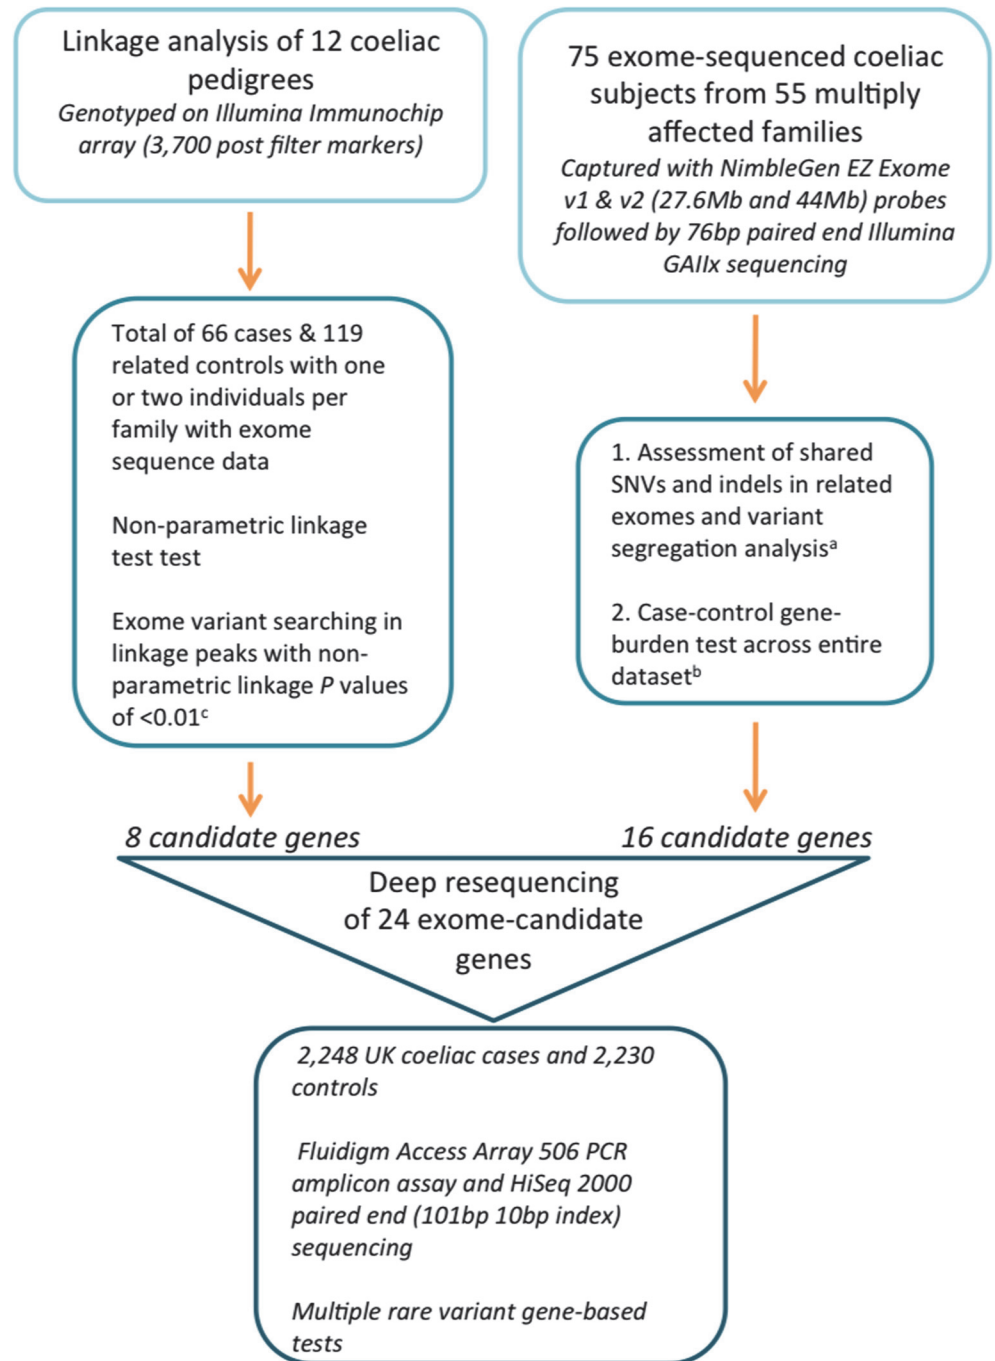 Linkage analysis of 12 coeliac
pedigrees
Genotyped on Illumina Immunochip
array (3,700 post filter markers)
75 exome-sequenced coeliac
subjects from 55 multiply
affected families
Captured with NimbleGen EZ Exome
v1 & v2 (27.6Mb and 44Mb) probes
followed by 76bp paired end Illumina
GAIIx sequencing
Total of 66 cases & 119
related controls with one
or two individuals per
family with exome
sequence data
Non-parametric linkage
test test
Exome variant searching in
linkage peaks with non-
parametric linkage P values
of <0.01ᶜ
1. Assessment of shared
SNVs and indels in related
exomes and variant
segregation analysisᵃ
2. Case-control gene-
burden test across entire
datasetᵇ
8 candidate genes
16 candidate genes
Deep resequencing
of 24 exome-candidate
genes
2,248 UK coeliac cases and 2,230
controls
Fluidigm Access Array 506 PCR
amplicon assay and HiSeq 2000
paired end (101bp 10bp index)
sequencing
Multiple rare variant gene-based
tests